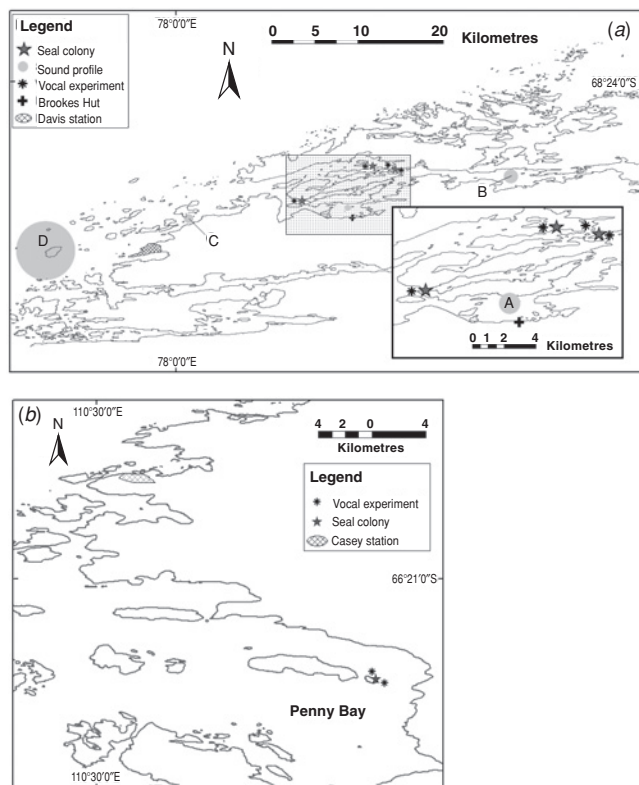 78°0′0″E
(a)
Legend
Seal colony
Sound profile
Vocal experiment
Brookes Hut
Davis station
N
0 5 10 15 20
Kilometres
68°24′0″S
D
C
B
A
0 1 2 4
Kilometres
78°0′0″E
(b)
110°30′0″E
N
4 2 0 4
Kilometres
Legend
Vocal experiment
Seal colony
Casey station
66°21′0″S
Penny Bay
110°30′0″E